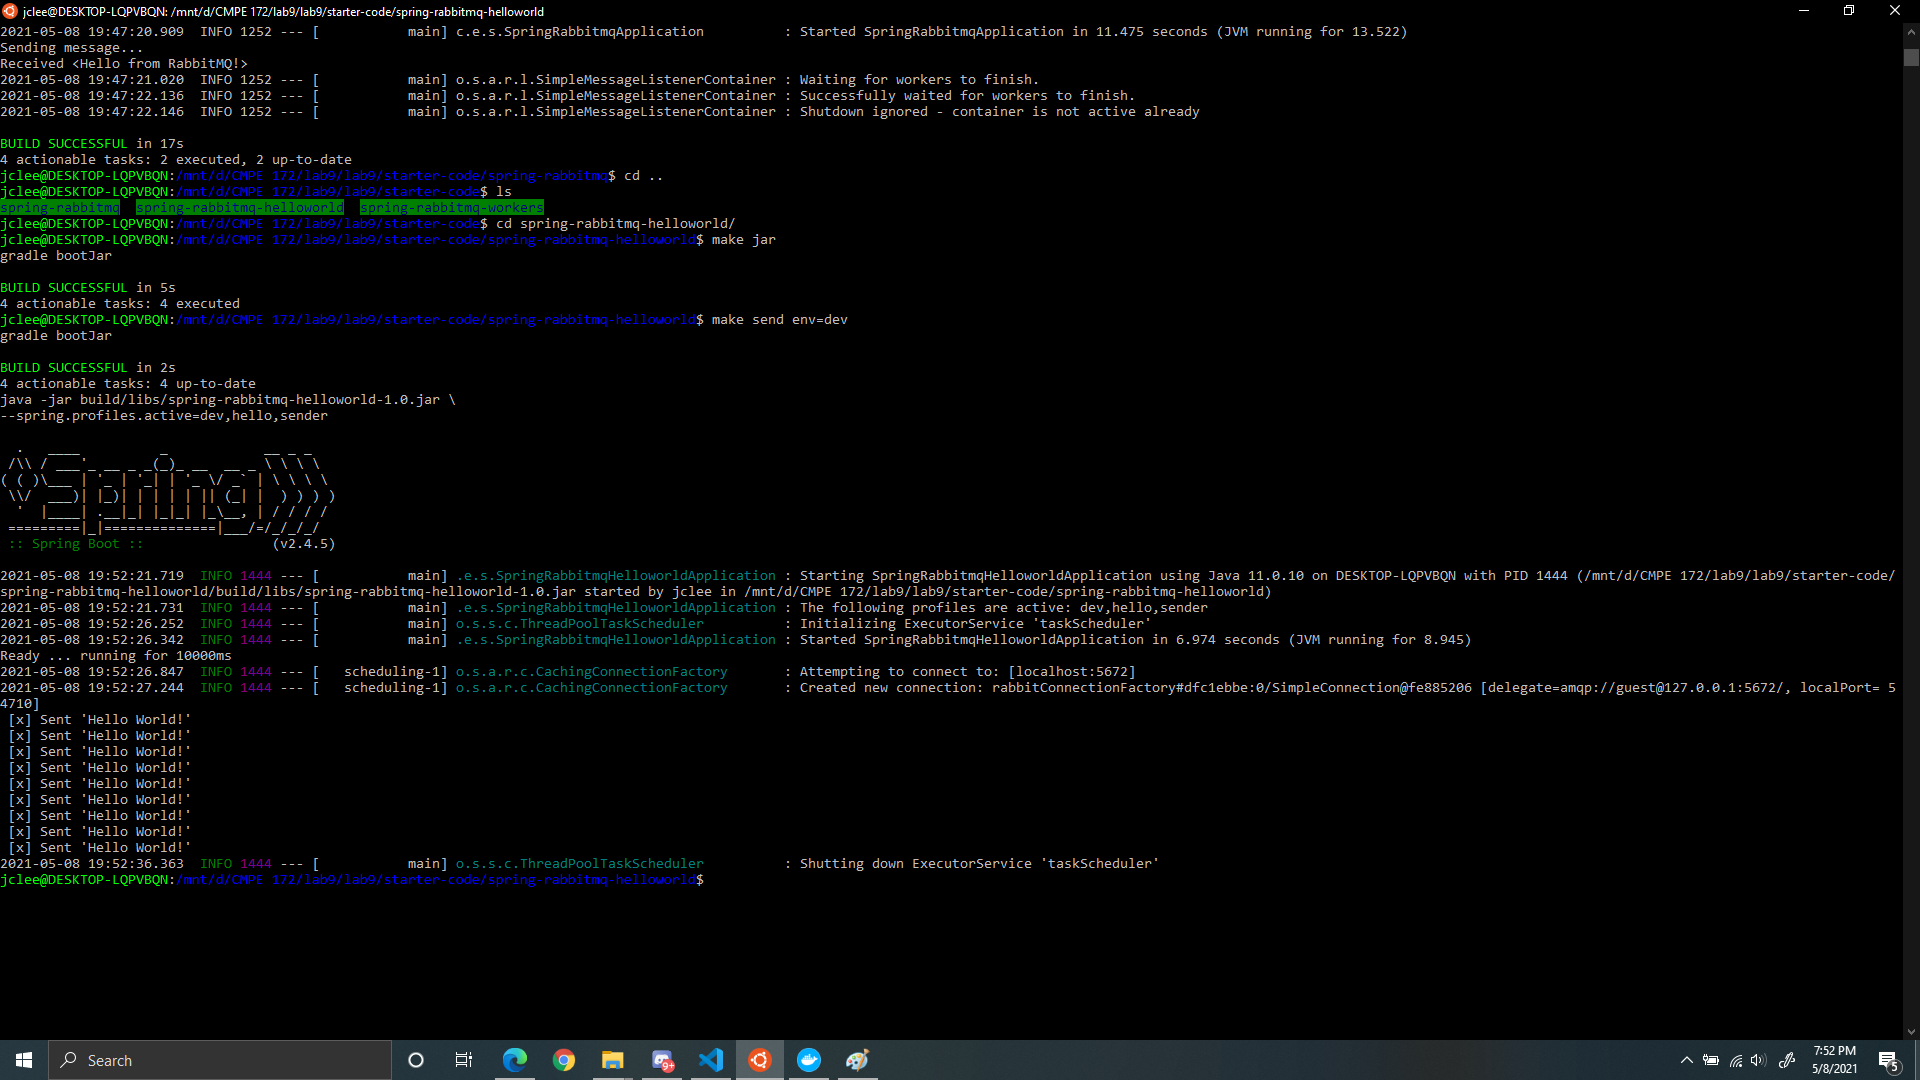 jclee@DESKTOP-LQPVBQN: /mnt/d/CMPE 172/lab9/lab9/starter-code/spring-rabbitmq-helloworld
2021-05-08 19:47:20.909  INFO 1252 --- [           main] c.e.s.SpringRabbitmqApplication          : Started SpringRabbitmqApplication in 11.475 seconds (JVM running for 13.522)
Sending message...
Received <Hello from RabbitMQ!>
2021-05-08 19:47:21.020  INFO 1252 --- [           main] o.s.a.r.l.SimpleMessageListenerContainer : Waiting for workers to finish.
2021-05-08 19:47:22.136  INFO 1252 --- [           main] o.s.a.r.l.SimpleMessageListenerContainer : Successfully waited for workers to finish.
2021-05-08 19:47:22.146  INFO 1252 --- [           main] o.s.a.r.l.SimpleMessageListenerContainer : Shutdown ignored - container is not active already
BUILD SUCCESSFUL in 17s
4 actionable tasks: 2 executed, 2 up-to-date
jclee@DESKTOP-LQPVBQN:/mnt/d/CMPE 172/lab9/lab9/starter-code/spring-rabbitmq$ cd ..
jclee@DESKTOP-LQPVBQN:/mnt/d/CMPE 172/lab9/lab9/starter-code$ ls
spring-rabbitmq  spring-rabbitmq-helloworld  spring-rabbitmq-workers
jclee@DESKTOP-LQPVBQN:/mnt/d/CMPE 172/lab9/lab9/starter-code$ cd spring-rabbitmq-helloworld/
jclee@DESKTOP-LQPVBQN:/mnt/d/CMPE 172/lab9/lab9/starter-code/spring-rabbitmq-helloworld$ make jar
gradle bootJar
BUILD SUCCESSFUL in 5s
4 actionable tasks: 4 executed
jclee@DESKTOP-LQPVBQN:/mnt/d/CMPE 172/lab9/lab9/starter-code/spring-rabbitmq-helloworld$ make send env=dev
gradle bootJar
BUILD SUCCESSFUL in 2s
4 actionable tasks: 4 up-to-date
java -jar build/libs/spring-rabbitmq-helloworld-1.0.jar \
--spring.profiles.active=dev,hello,sender
Spring
:: Spring Boot ::                (v2.4.5)
2021-05-08 19:52:21.719  INFO 1444 --- [           main] .e.s.SpringRabbitmqHelloworldApplication : Starting SpringRabbitmqHelloworldApplication using Java 11.0.10 on DESKTOP-LQPVBQN with PID 1444 (/mnt/d/CMPE 172/lab9/lab9/starter-code/
spring-rabbitmq-helloworld/build/libs/spring-rabbitmq-helloworld-1.0.jar started by jclee in /mnt/d/CMPE 172/lab9/lab9/starter-code/spring-rabbitmq-helloworld)
2021-05-08 19:52:21.731  INFO 1444 --- [           main] .e.s.SpringRabbitmqHelloworldApplication : The following profiles are active: dev,hello,sender
2021-05-08 19:52:26.252  INFO 1444 --- [           main] o.s.s.c.ThreadPoolTaskScheduler          : Initializing ExecutorService 'taskScheduler'
2021-05-08 19:52:26.342  INFO 1444 --- [           main] .e.s.SpringRabbitmqHelloworldApplication : Started SpringRabbitmqHelloworldApplication in 6.974 seconds (JVM running for 8.945)
Ready ... running for 10000ms
2021-05-08 19:52:26.847  INFO 1444 --- [   scheduling-1] o.s.a.r.c.CachingConnectionFactory       : Attempting to connect to: [localhost:5672]
2021-05-08 19:52:27.244  INFO 1444 --- [   scheduling-1] o.s.a.r.c.CachingConnectionFactory       : Created new connection: rabbitConnectionFactory#dfc1ebbe:0/SimpleConnection@fe885206 [delegate=amqp://guest@127.0.0.1:5672/, localPort= 5
4710]
[x] Sent 'Hello World!'
[x] Sent 'Hello World!'
[x] Sent 'Hello World!'
[x] Sent 'Hello World!'
[x] Sent 'Hello World!'
[x] Sent 'Hello World!'
[x] Sent 'Hello World!'
[x] Sent 'Hello World!'
[x] Sent 'Hello World!'
2021-05-08 19:52:36.363  INFO 1444 --- [           main] o.s.s.c.ThreadPoolTaskScheduler          : Shutting down ExecutorService 'taskScheduler'
jclee@DESKTOP-LQPVBQN:/mnt/d/CMPE 172/lab9/lab9/starter-code/spring-rabbitmq-helloworld$
Search
9+
7:52 PM
5/8/2021
5